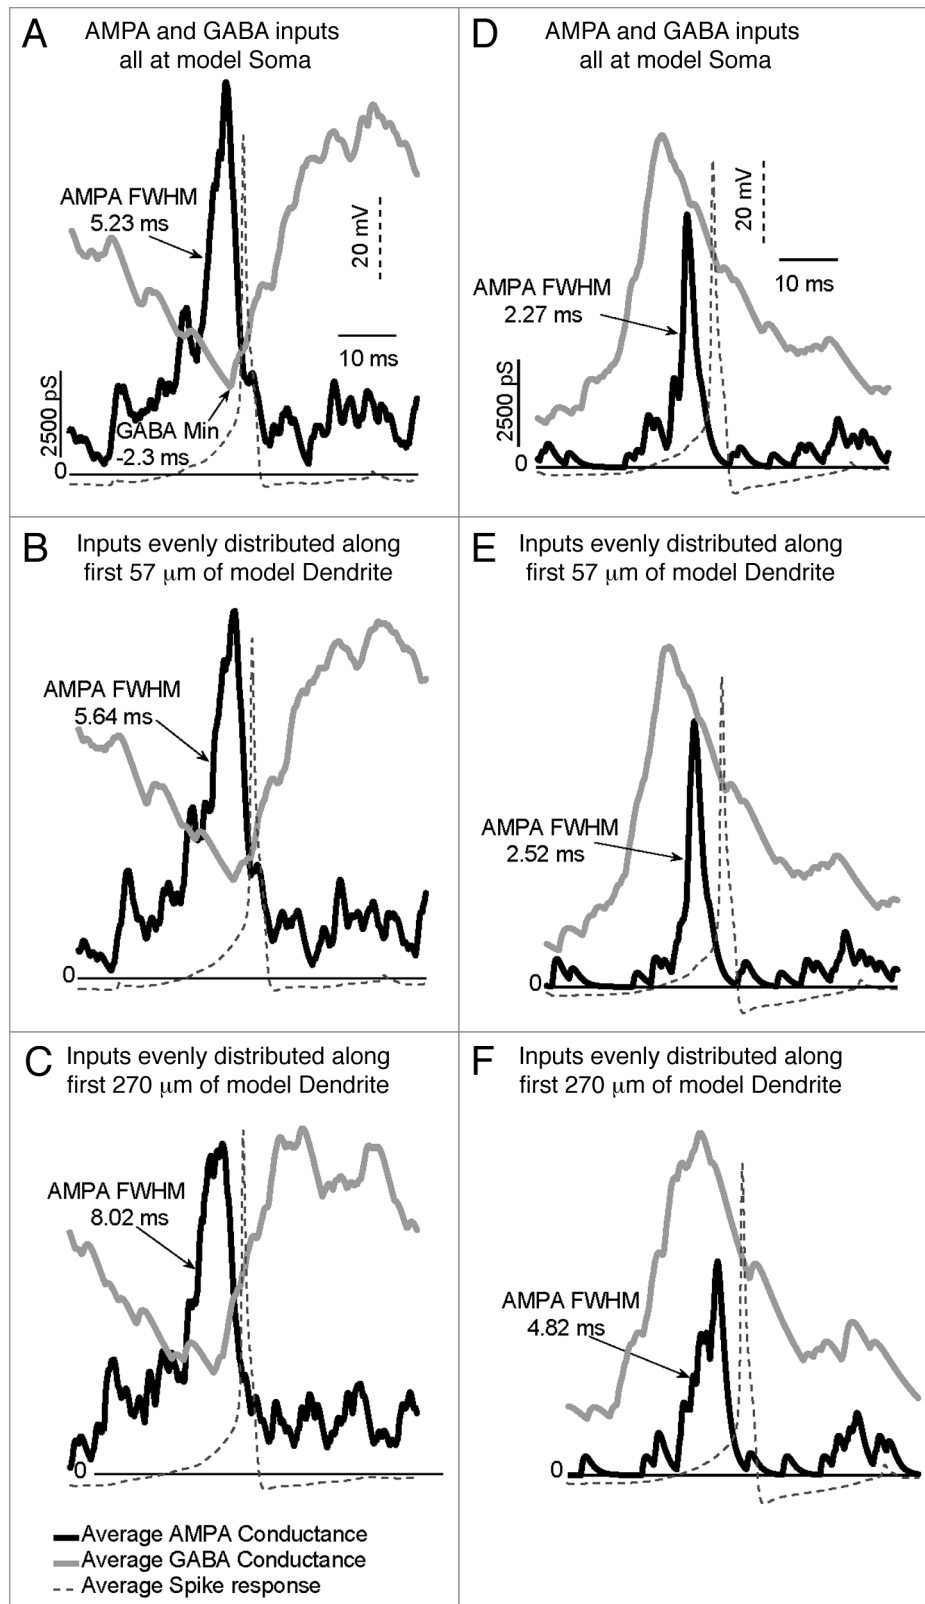 A
AMPA and GABA inputs
all at model Soma
AMPA FWHM
5.23 ms
20 mV
10 ms
2500 pS
GABA Min
-2.3 ms
0
D
AMPA and GABA inputs
all at model Soma
20 mV
10 ms
AMPA FWHM
2.27 ms
2500 pS
0
B
Inputs evenly distributed along
first 57 μm of model Dendrite
AMPA FWHM
5.64 ms
0
E
Inputs evenly distributed along
first 57 μm of model Dendrite
AMPA FWHM
2.52 ms
0
C
Inputs evenly distributed along
first 270 μm of model Dendrite
AMPA FWHM
8.02 ms
0
Average AMPA Conductance
Average GABA Conductance
Average Spike response
F
Inputs evenly distributed along
first 270 μm of model Dendrite
AMPA FWHM
4.82 ms
0